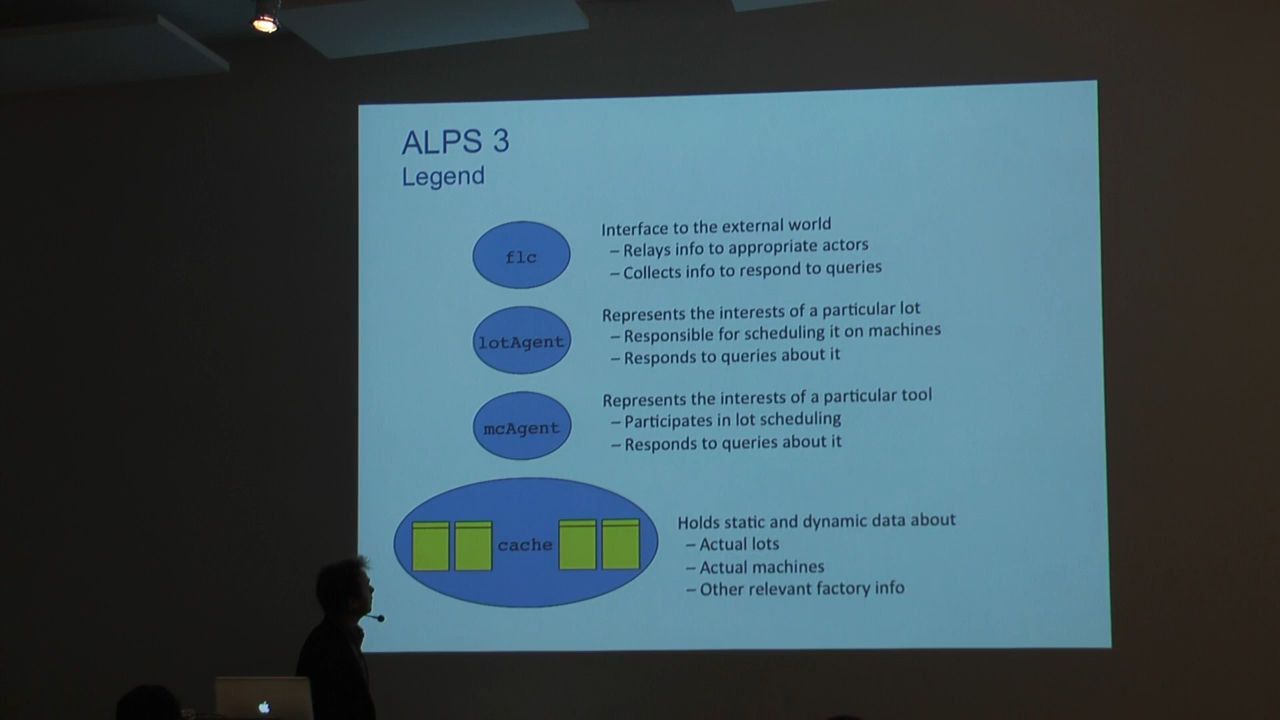 ALPS 3
Legend
flc
Interface to the external world
– Relays info to appropriate actors
– Collects info to respond to queries
lotAgent
Represents the interests of a particular lot
– Responsible for scheduling it on machines
– Responds to queries about it
mcAgent
Represents the interests of a particular tool
– Participates in lot scheduling
– Responds to queries about it
cache
Holds static and dynamic data about
– Actual lots
– Actual machines
– Other relevant factory info